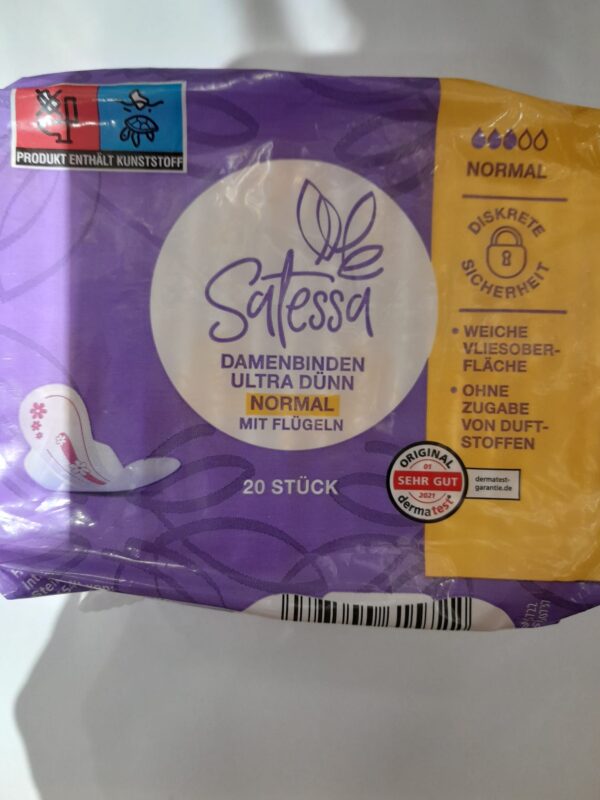 PRODUKT ENTHÄLT KUNSTSTOFF
NORMAL
DISKRETE
SICHERHEIT
Satessa
DAMENBINDEN
ULTRA DÜNN
NORMAL
MIT FLÜGELN
20 STÜCK
• WEICHE
VLIESOBER-
FLÄCHE
• OHNE
ZUGABE
VON DUFT-
STOFFEN
ORIGINAL
05
SEHR GUT
2021
dermatest®
dermatest-
garantie.de